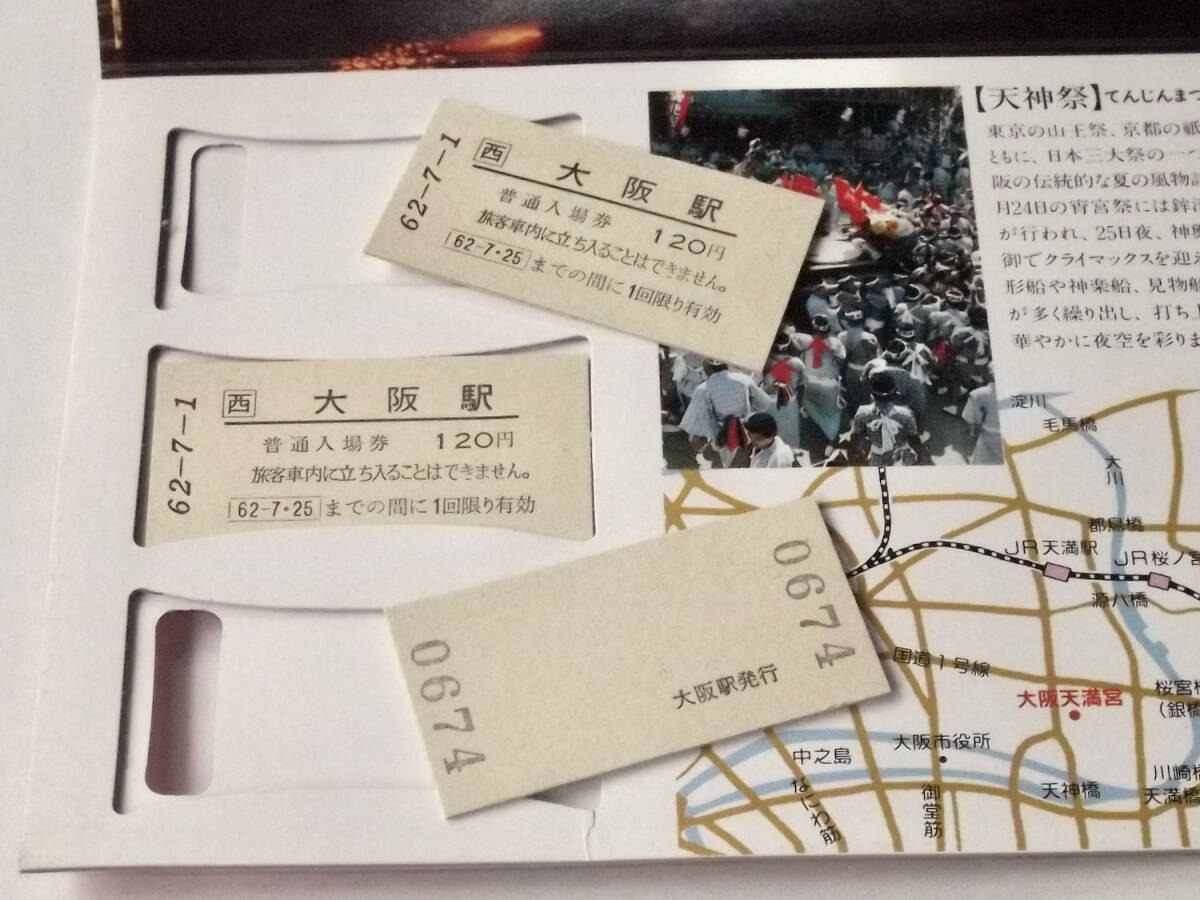 62-7-1
西 大阪駅
普通入場券 120円
旅客車内に立ち入ることはできません。
62-7・25 までの間に1回限り有効
62-7-1
西 大阪駅
普通入場券 120円
旅客車内に立ち入ることはできません。
62-7・25 までの間に1回限り有効
0674
大阪駅発行
0674
【天神祭】てんじんまつ
東京の山王祭、京都の祇
ともに、日本三大祭の一つ
阪の伝統的な夏の風物詩
月24日の宵宮祭には鉾流
が行われ、25日夜、神輿
御でクライマックスを迎え
形船や神楽船、見物船
が多く繰り出し、打ち上
華やかに夜空を彩りま
淀川
毛馬橋
大川
都島橋
JR天満駅
JR桜ノ宮
源八橋
国道1号線
大阪天満宮
桜宮橋
(銀橋
中之島
大阪市役所
川崎橋
天神橋
天満橋
なにわ筋
御堂筋